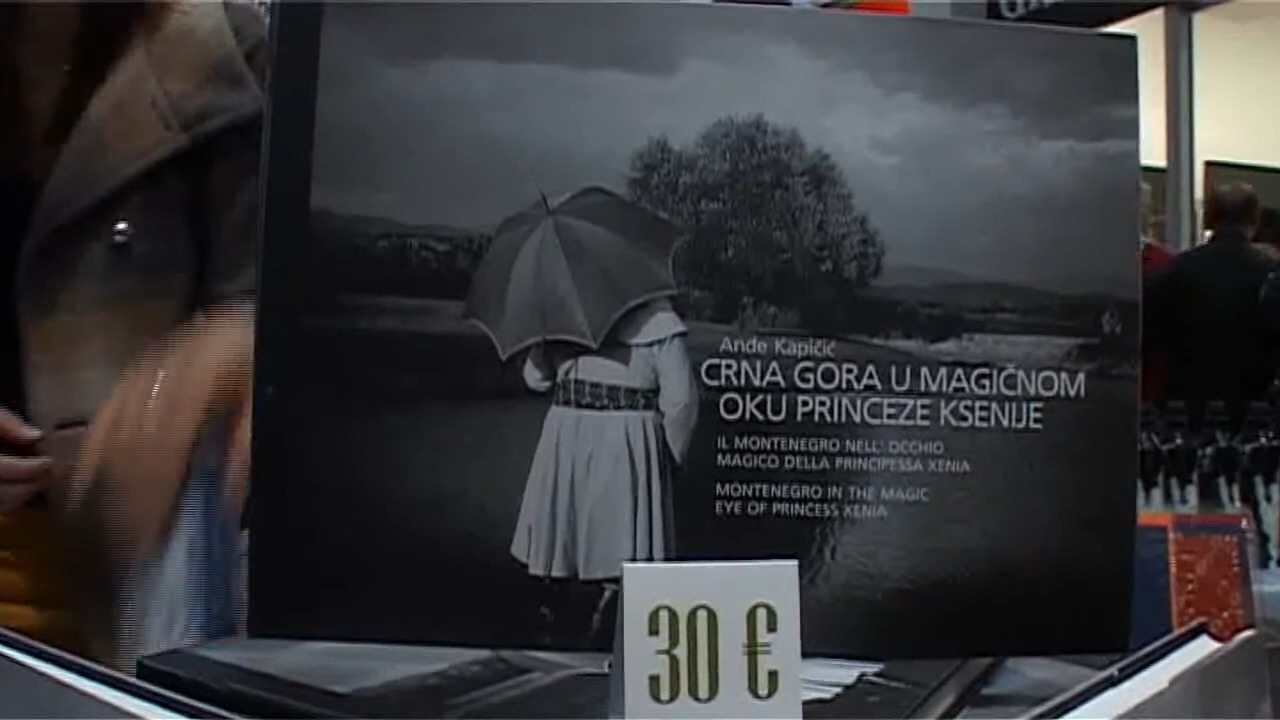 Anđe Kapičić
CRNA GORA U MAGIČNOM
OKU PRINCEZE KSENIJE
IL MONTENEGRO NELL' OCCHIO
MAGICO DELLA PRINCIPESSA XENIA
MONTENEGRO IN THE MAGIC
EYE OF PRINCESS XENIA
30 €